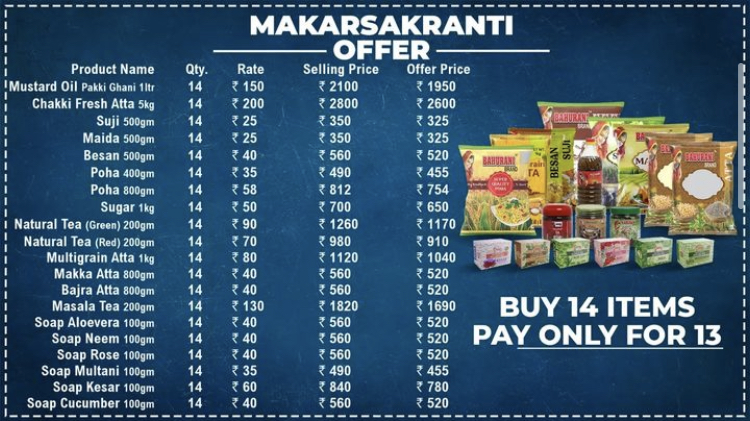 MAKARSAKRANTI
OFFER
Product Name Qty. Rate Selling Price Offer Price
Mustard Oil Pakki Ghani 1ltr 14 ₹ 150 ₹ 2100 ₹ 1950
Chakki Fresh Atta 5kg 14 ₹ 200 ₹ 2800 ₹ 2600
Suji 500gm 14 ₹ 25 ₹ 350 ₹ 325
Maida 500gm 14 ₹ 25 ₹ 350 ₹ 325
Besan 500gm 14 ₹ 40 ₹ 560 ₹ 520
Poha 400gm 14 ₹ 35 ₹ 490 ₹ 455
Poha 800gm 14 ₹ 58 ₹ 812 ₹ 754
Sugar 1kg 14 ₹ 50 ₹ 700 ₹ 650
Natural Tea (Green) 200gm 14 ₹ 90 ₹ 1260 ₹ 1170
Natural Tea (Red) 200gm 14 ₹ 70 ₹ 980 ₹ 910
Multigrain Atta 1kg 14 ₹ 80 ₹ 1120 ₹ 1040
Makka Atta 800gm 14 ₹ 40 ₹ 560 ₹ 520
Bajra Atta 800gm 14 ₹ 40 ₹ 560 ₹ 520
Masala Tea 200gm 14 ₹ 130 ₹ 1820 ₹ 1690
Soap Aloevera 100gm 14 ₹ 40 ₹ 560 ₹ 520
Soap Neem 100gm 14 ₹ 40 ₹ 560 ₹ 520
Soap Rose 100gm 14 ₹ 40 ₹ 560 ₹ 520
Soap Multani 100gm 14 ₹ 35 ₹ 490 ₹ 455
Soap Kesar 100gm 14 ₹ 60 ₹ 840 ₹ 780
Soap Cucumber 100gm 14 ₹ 40 ₹ 560 ₹ 520
BAHURANI
BAHURANI
BAHURANI
BESAN
SUJI
BUY 14 ITEMS
PAY ONLY FOR 13